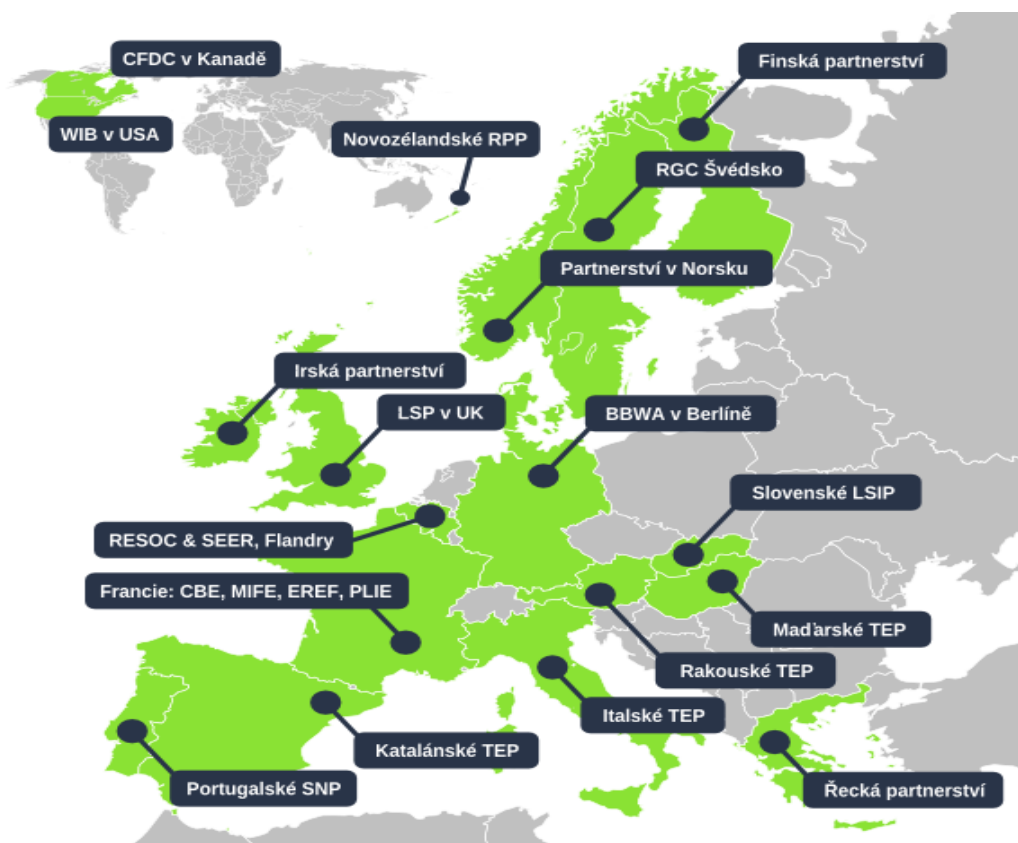 CFDC v Kanadě
Finská partnerství
WIB v USA
Novozélandské RPP
RGC Švédsko
Partnerství v Norsku
Irská partnerství
LSP v UK
BBWA v Berlíně
Slovenské LSIP
RESOC & SEER, Flandry
Francie: CBE, MIFE, EREF, PLIE
Maďarské TEP
Rakouské TEP
Italské TEP
Katalánské TEP
Portugalské SNP
Řecká partnerství